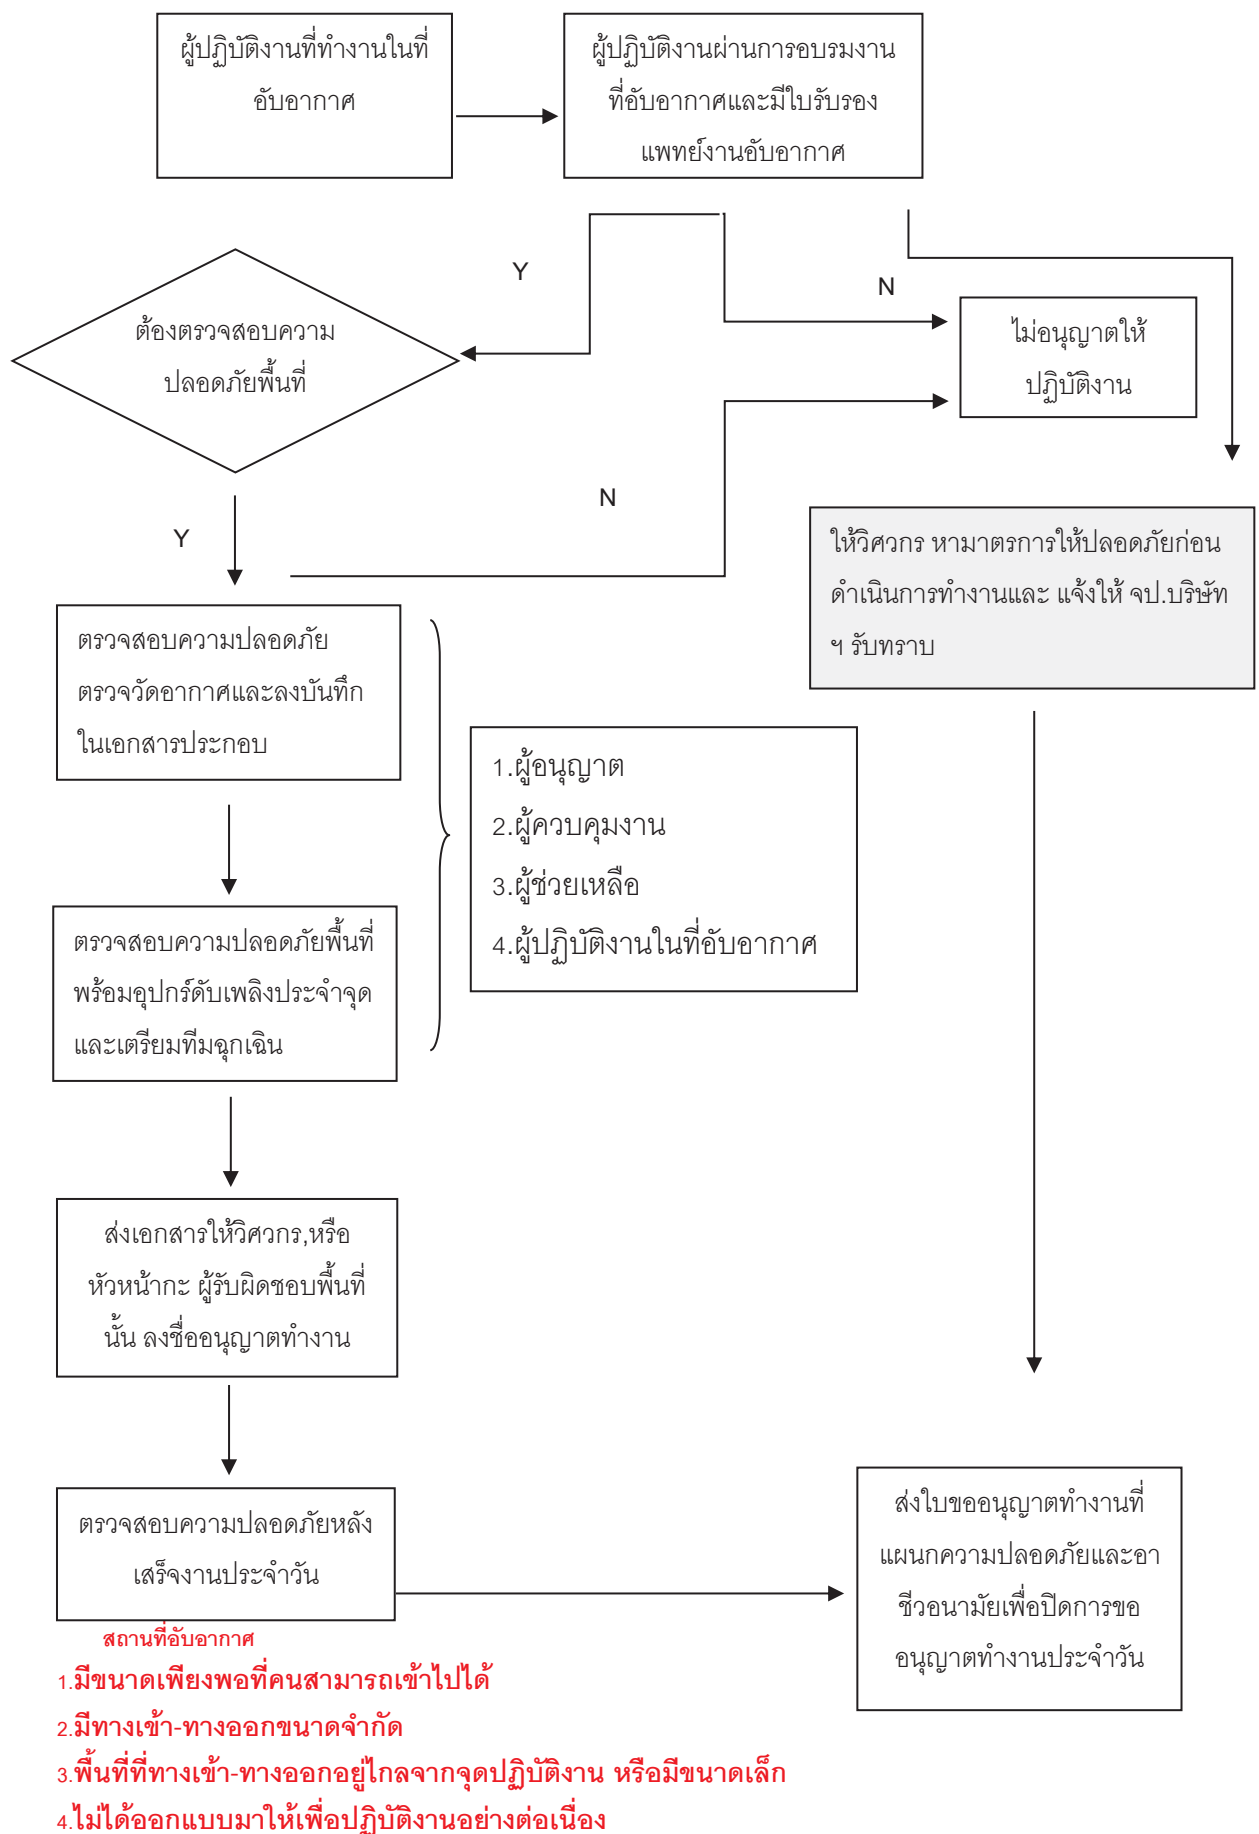 ผู้ปฏิบัติงานที่ทำงานในที่
อับอากาศ
ผู้ปฏิบัติงานผ่านการอบรมงาน
ที่อับอากาศและมีใบรับรอง
แพทย์งานอับอากาศ
Y
N
ต้องตรวจสอบความ
ปลอดภัยพื้นที่
ไม่อนุญาตให้
ปฏิบัติงาน
N
Y
ให้วิศวกร หามาตรการให้ปลอดภัยก่อน
ดำเนินการทำงานและ แจ้งให้ จป.บริษัท
ฯ รับทราบ
ตรวจสอบความปลอดภัย
ตรวจวัดอากาศและลงบันทึก
ในเอกสารประกอบ
1.ผู้อนุญาต
2.ผู้ควบคุมงาน
3.ผู้ช่วยเหลือ
4.ผู้ปฏิบัติงานในที่อับอากาศ
ตรวจสอบความปลอดภัยพื้นที่
พร้อมอุปกร์ดับเพลิงประจำจุด
และเตรียมทีมฉุกเฉิน
ส่งเอกสารให้วิศวกร,หรือ
หัวหน้ากะ ผู้รับผิดชอบพื้นที่
นั้น ลงชื่ออนุญาตทำงาน
ตรวจสอบความปลอดภัยหลัง
เสร็จงานประจำวัน
ส่งใบขออนุญาตทำงานที่
แผนกความปลอดภัยและอา
ชีวอนามัยเพื่อปิดการขอ
อนุญาตทำงานประจำวัน
สถานที่อับอากาศ
1.มีขนาดเพียงพอที่คนสามารถเข้าไปได้
2.มีทางเข้า-ทางออกขนาดจำกัด
3.พื้นที่ที่ทางเข้า-ทางออกอยู่ไกลจากจุดปฏิบัติงาน หรือมีขนาดเล็ก
4.ไม่ได้ออกแบบมาให้เพื่อปฏิบัติงานอย่างต่อเนื่อง